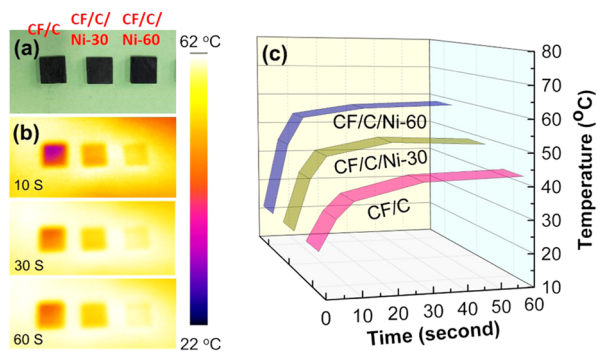 CF/C CF/C/ CF/C/
Ni-30 Ni-60
(a)
62 °C
(b)
10 S
30 S
60 S
22 °C
(c)
CF/C/Ni-60
CF/C/Ni-30
CF/C
80
70
60
50
40
30
20
10
Temperature (°C)
0 10 20 30 40 50 60
Time (second)